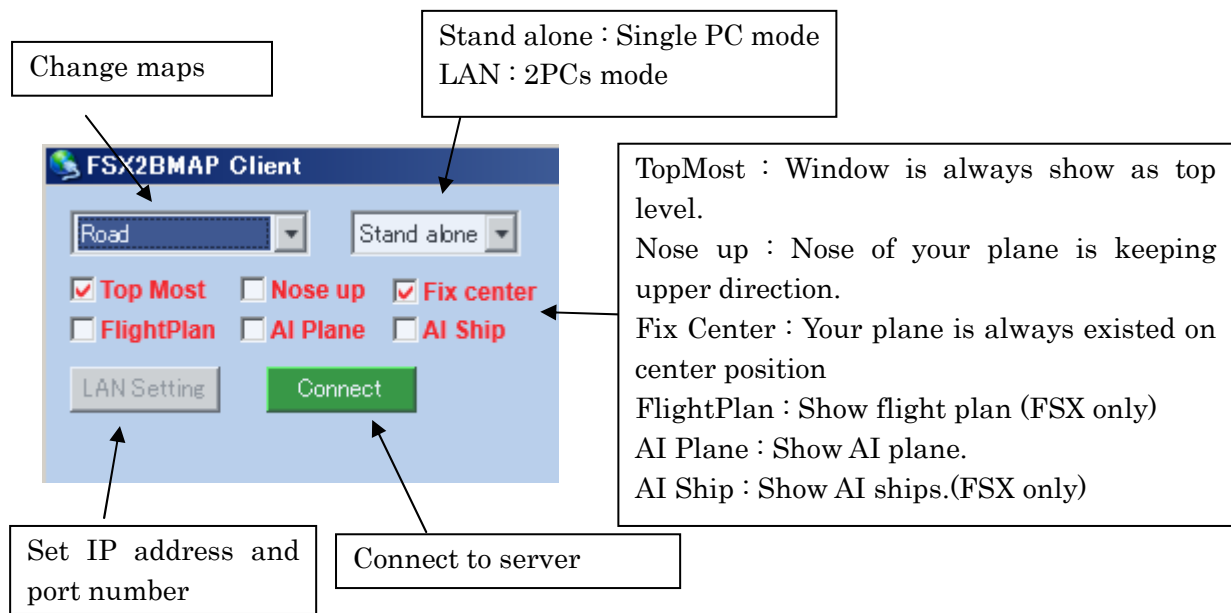 Stand alone : Single PC mode
LAN : 2PCs mode
Change maps
FSX2BMAP Client
Road
Stand alone
Top Most Nose up Fix center
FlightPlan AI Plane AI Ship
LAN Setting Connect
TopMost : Window is always show as top
level.
Nose up : Nose of your plane is keeping
upper direction.
Fix Center : Your plane is always existed on
center position
FlightPlan : Show flight plan (FSX only)
AI Plane : Show AI plane.
AI Ship : Show AI ships.(FSX only)
Set IP address and
port number
Connect to server